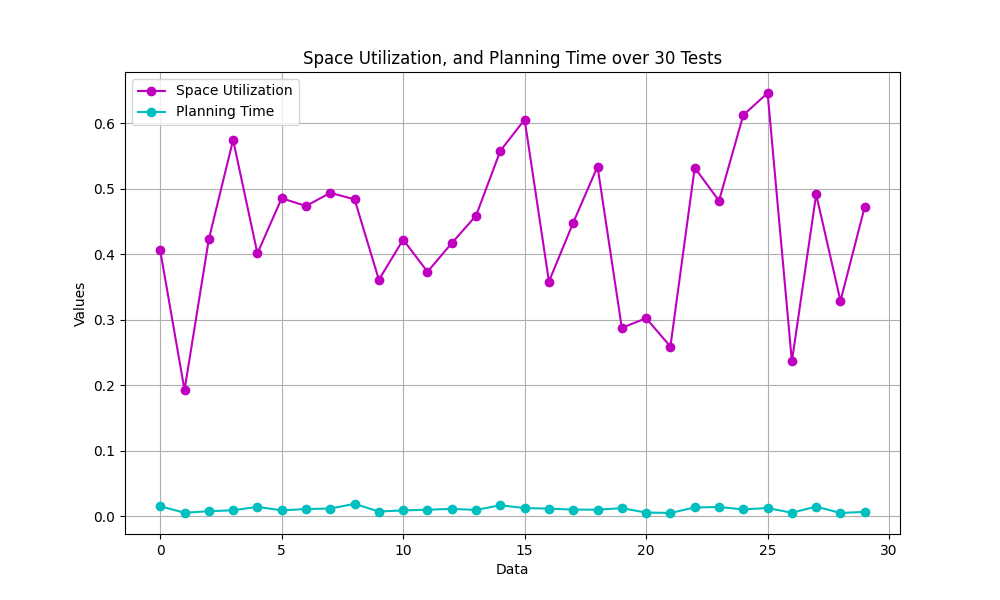 Space Utilization, and Planning Time over 30 Tests
Space Utilization
Planning Time
Values
0.6
0.5
0.4
0.3
0.2
0.1
0.0
0 5 10 15 20 25 30
Data